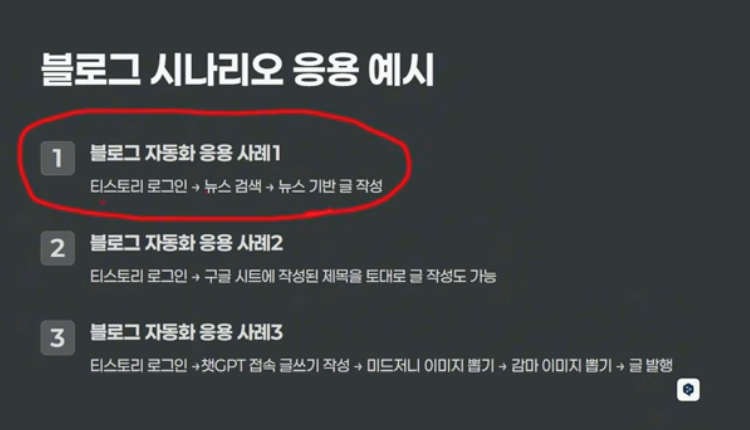 블로그 시나리오 응용 예시
1
블로그 자동화 응용 사례1
티스토리 로그인 → 뉴스 검색 → 뉴스 기반 글 작성
2
블로그 자동화 응용 사례2
티스토리 로그인 → 구글 시트에 작성된 제목을 토대로 글 작성도 가능
3
블로그 자동화 응용 사례3
티스토리 로그인 →챗GPT 접속 글쓰기 작성 → 미드저니 이미지 뽑기 → 감마 이미지 뽑기 → 글 발행